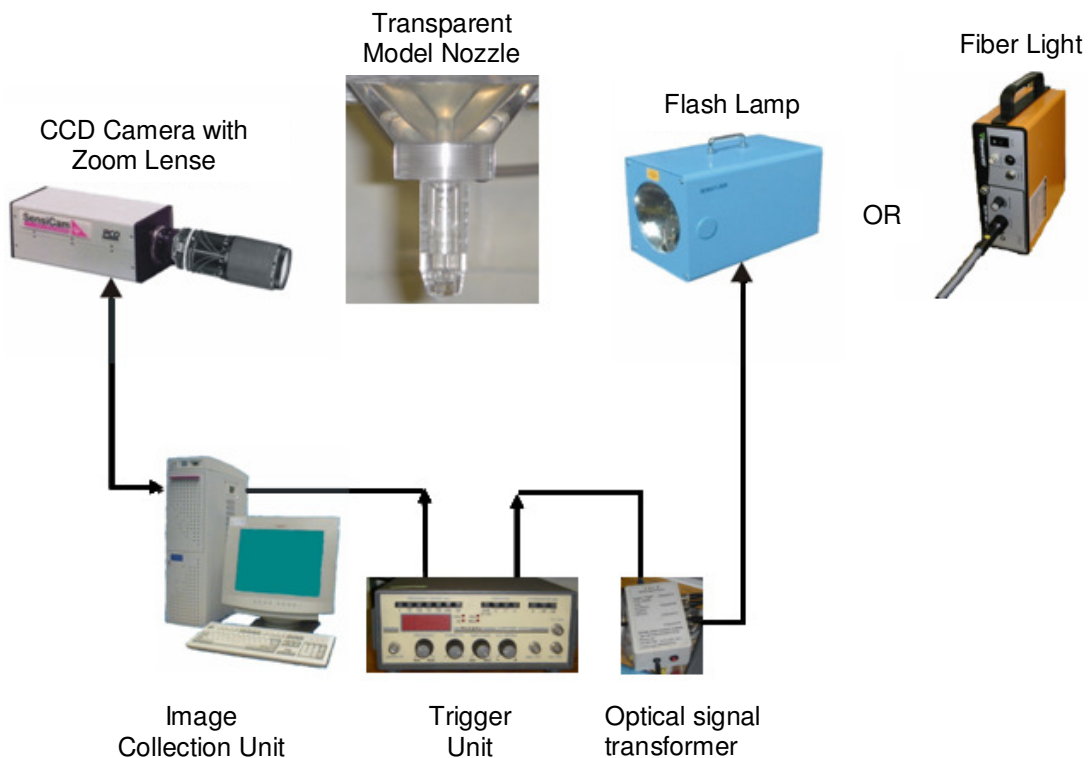 Transparent
Model Nozzle
Fiber Light
Flash Lamp
CCD Camera with
Zoom Lense
SensiCam
PCO
OR
Image
Collection Unit
Trigger
Unit
Optical signal
transformer